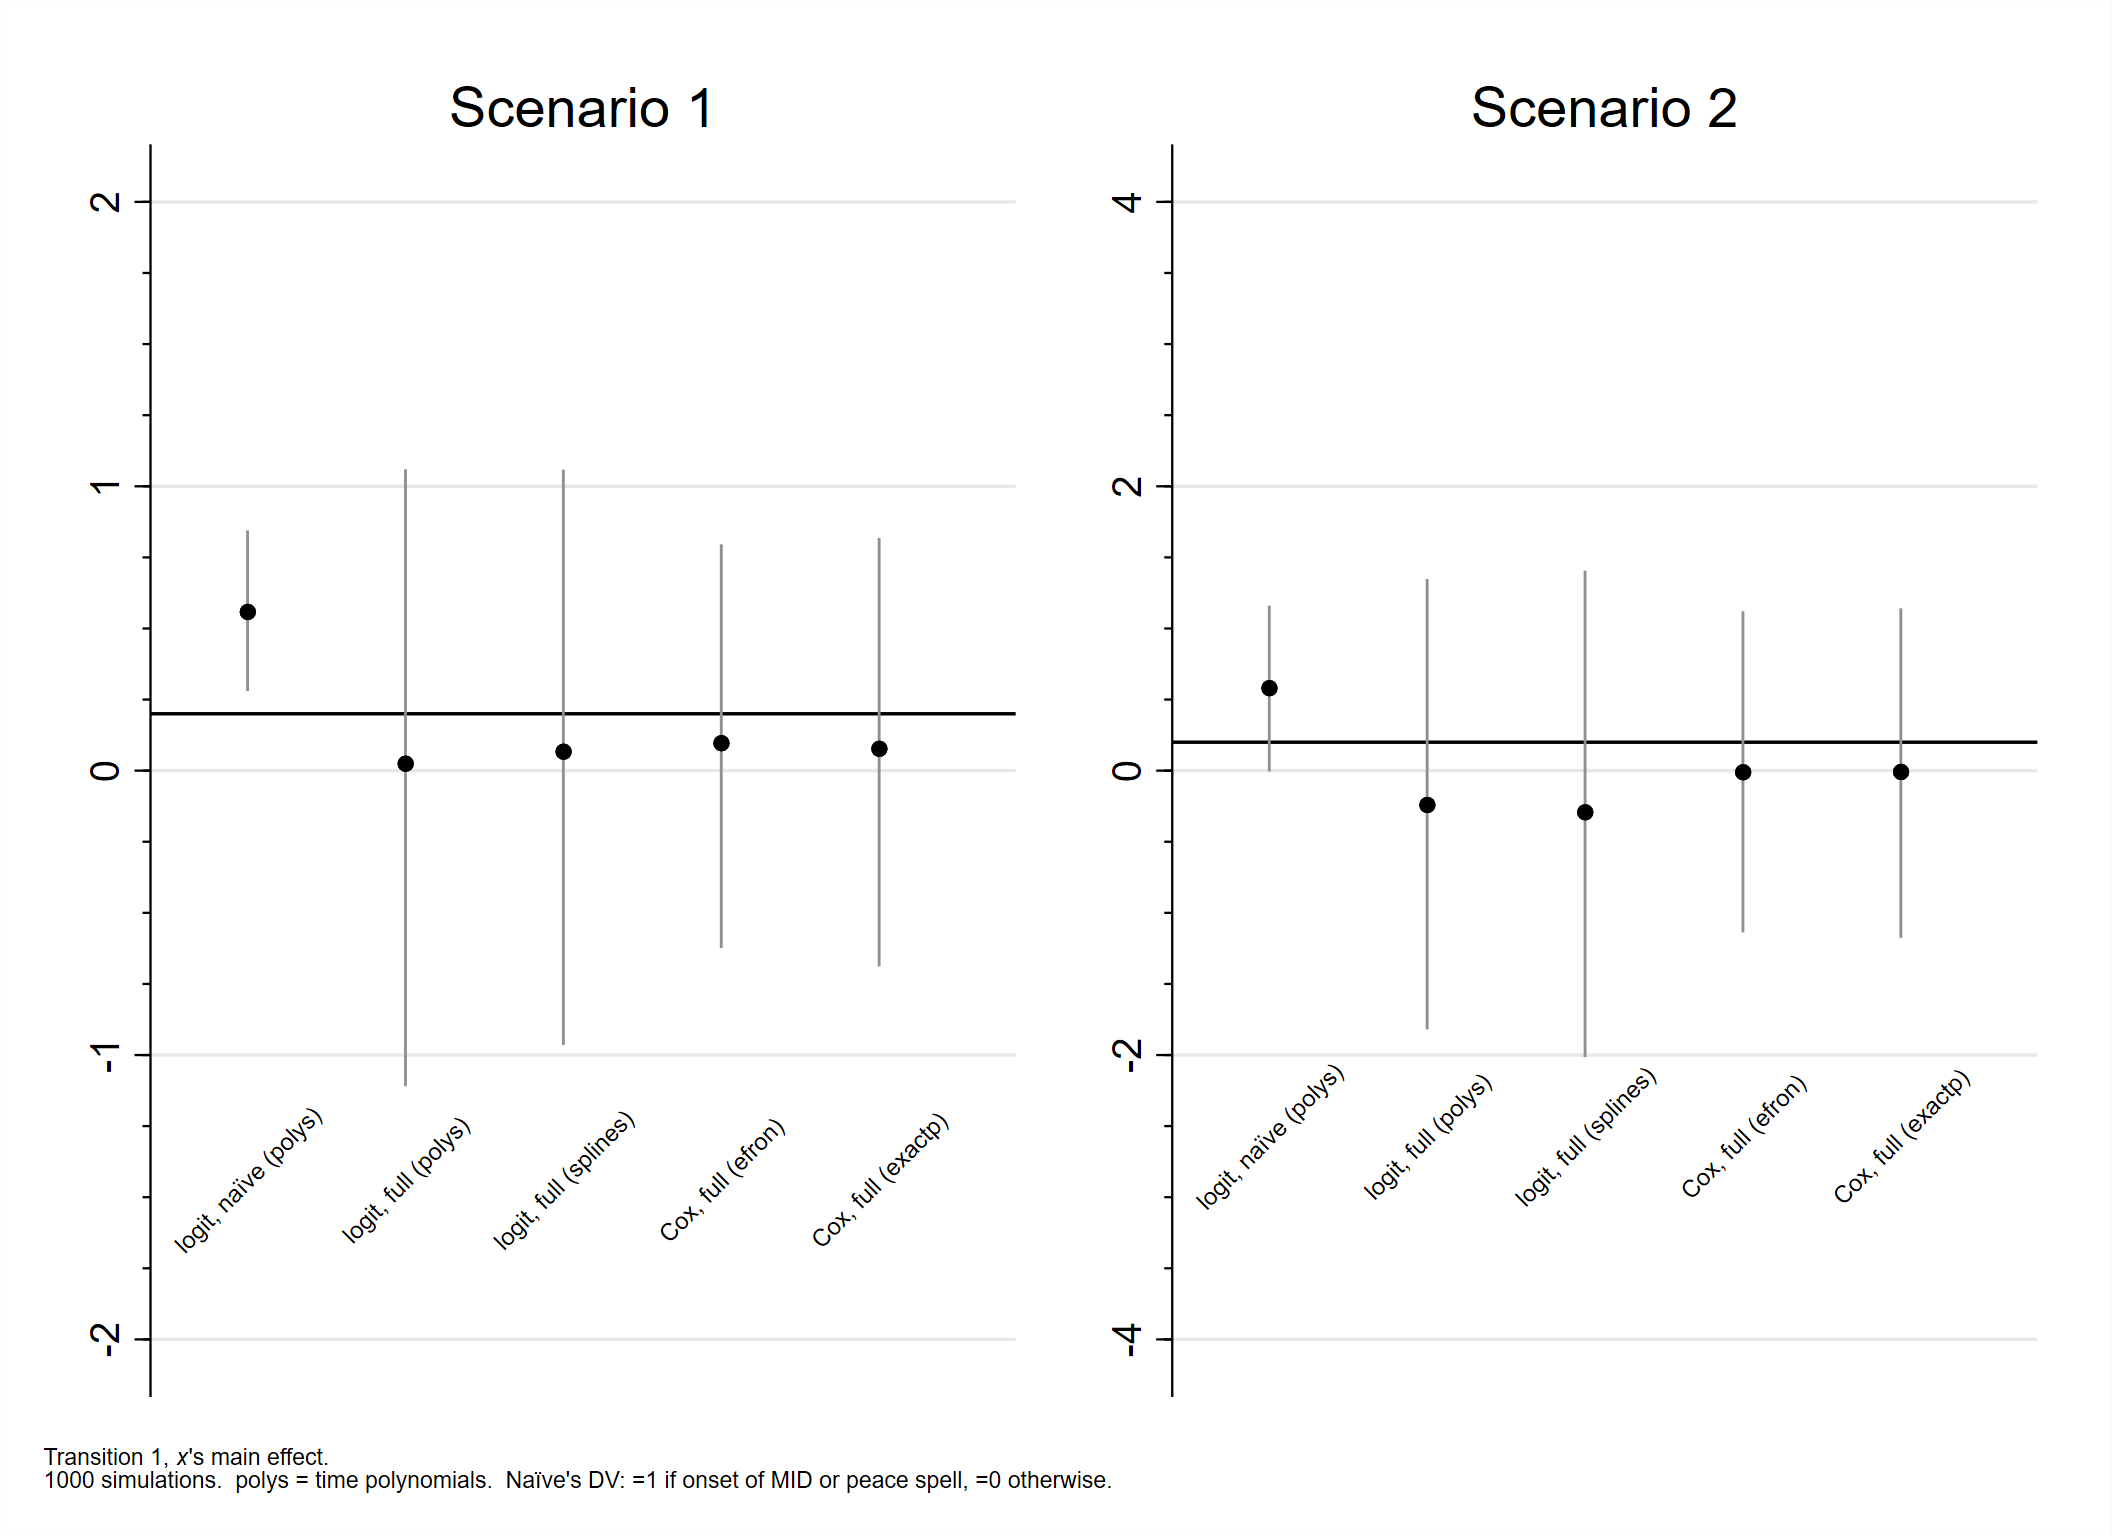 Scenario 1
2
1
0
-1
-2
logit, naïve (polys)
logit, full (polys)
logit, full (splines)
Cox, full (efron)
Cox, full (exactp)
Scenario 2
4
2
0
-2
-4
logit, naïve (polys)
logit, full (polys)
logit, full (splines)
Cox, full (efron)
Cox, full (exactp)
Transition 1, x's main effect.
1000 simulations.  polys = time polynomials.  Naïve's DV: =1 if onset of MID or peace spell, =0 otherwise.